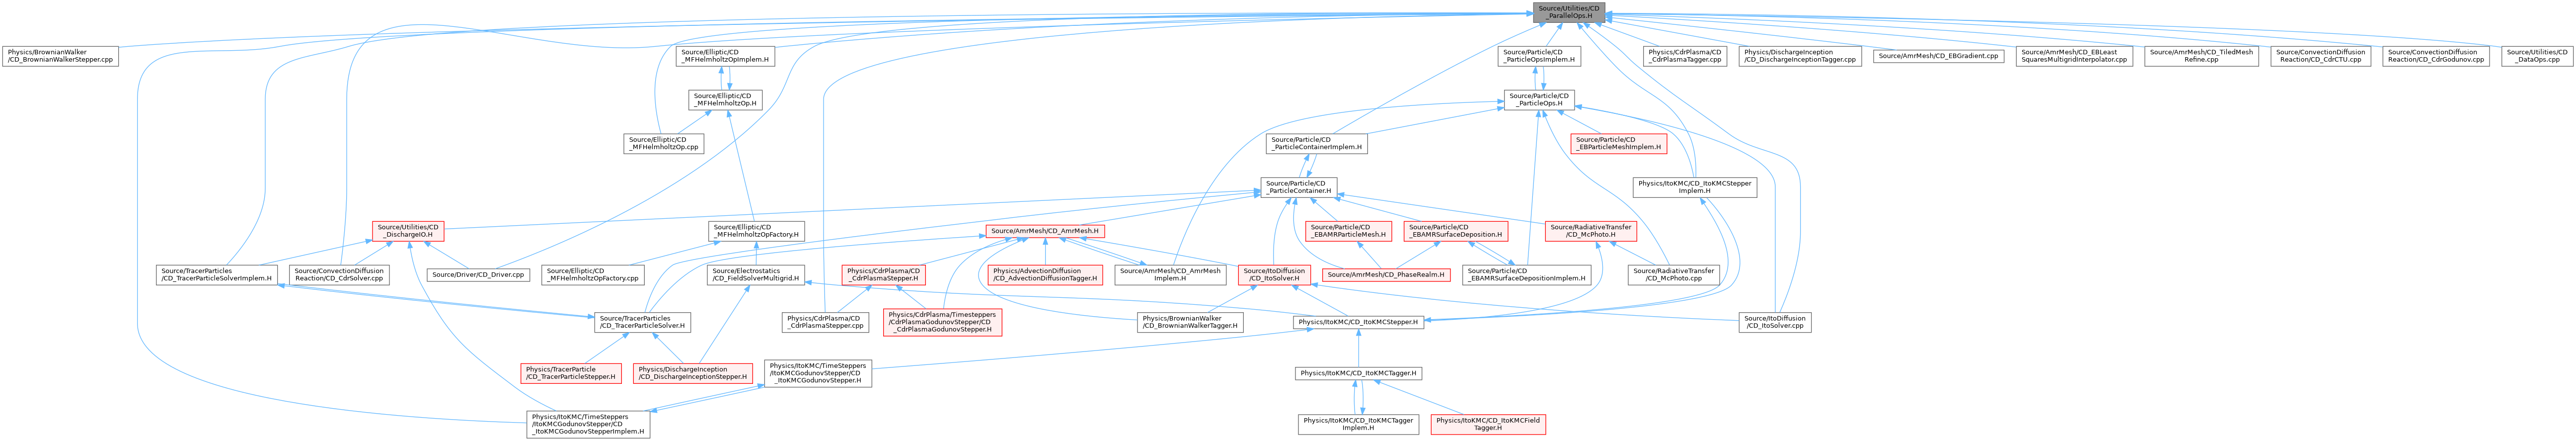 Source/Utilities/CD
_ParallelOps.H
Physics/BrownianWalker
/CD_BrownianWalkerStepper.cpp
Source/Elliptic/CD
_MFHelmholtzOpImplem.H
Source/Particle/CD
_ParticleOpsImplem.H
Physics/CdrPlasma/CD
_CdrPlasmaTagger.cpp
Physics/DischargeInception
/CD_DischargeInceptionTagger.cpp
Source/AmrMesh/CD_EBGradient.cpp
Source/AmrMesh/CD_EBLeast
SquaresMultigridInterpolator.cpp
Source/AmrMesh/CD_TiledMesh
Refine.cpp
Source/ConvectionDiffusion
Reaction/CD_CdrCTU.cpp
Source/ConvectionDiffusion
Reaction/CD_CdrGodunov.cpp
Source/Utilities/CD
_DataOps.cpp
Source/Elliptic/CD
_MFHelmholtzOp.H
Source/Particle/CD
_ParticleOps.H
Source/Elliptic/CD
_MFHelmholtzOp.cpp
Source/Particle/CD
_ParticleContainerImplem.H
Source/Particle/CD
_EBParticleMeshImplem.H
Source/Particle/CD
_ParticleContainer.H
Physics/ItoKMC/CD_ItoKMCStepper
Implem.H
Source/Utilities/CD
_DischargeIO.H
Source/Elliptic/CD
_MFHelmholtzOpFactory.H
Source/AmrMesh/CD_AmrMesh.H
Source/Particle/CD
_EBAMRParticleMesh.H
Source/Particle/CD
_EBAMRSurfaceDeposition.H
Source/RadiativeTransfer
/CD_McPhoto.H
Source/TracerParticles
/CD_TracerParticleSolverImplem.H
Source/ConvectionDiffusion
Reaction/CD_CdrSolver.cpp
Source/Driver/CD_Driver.cpp
Source/Elliptic/CD
_MFHelmholtzOpFactory.cpp
Source/Electrostatics
/CD_FieldSolverMultigrid.H
Physics/CdrPlasma/CD
_CdrPlasmaStepper.H
Physics/AdvectionDiffusion
/CD_AdvectionDiffusionTagger.H
Source/AmrMesh/CD_AmrMesh
Implem.H
Source/ItoDiffusion
/CD_ItoSolver.H
Source/AmrMesh/CD_PhaseRealm.H
Source/Particle/CD
_EBAMRSurfaceDepositionImplem.H
Source/RadiativeTransfer
/CD_McPhoto.cpp
Source/TracerParticles
/CD_TracerParticleSolver.H
Physics/CdrPlasma/CD
_CdrPlasmaStepper.cpp
Physics/CdrPlasma/Timesteppers
/CdrPlasmaGodunovStepper/CD
_CdrPlasmaGodunovStepper.H
Physics/BrownianWalker
/CD_BrownianWalkerTagger.H
Physics/ItoKMC/CD_ItoKMCStepper.H
Source/ItoDiffusion
/CD_ItoSolver.cpp
Physics/TracerParticle
/CD_TracerParticleStepper.H
Physics/DischargeInception
/CD_DischargeInceptionStepper.H
Physics/ItoKMC/TimeSteppers
/ItoKMCGodunovStepper/CD
_ItoKMCGodunovStepper.H
Physics/ItoKMC/CD_ItoKMCTagger.H
Physics/ItoKMC/TimeSteppers
/ItoKMCGodunovStepper/CD
_ItoKMCGodunovStepperImplem.H
Physics/ItoKMC/CD_ItoKMCTagger
Implem.H
Physics/ItoKMC/CD_ItoKMCField
Tagger.H